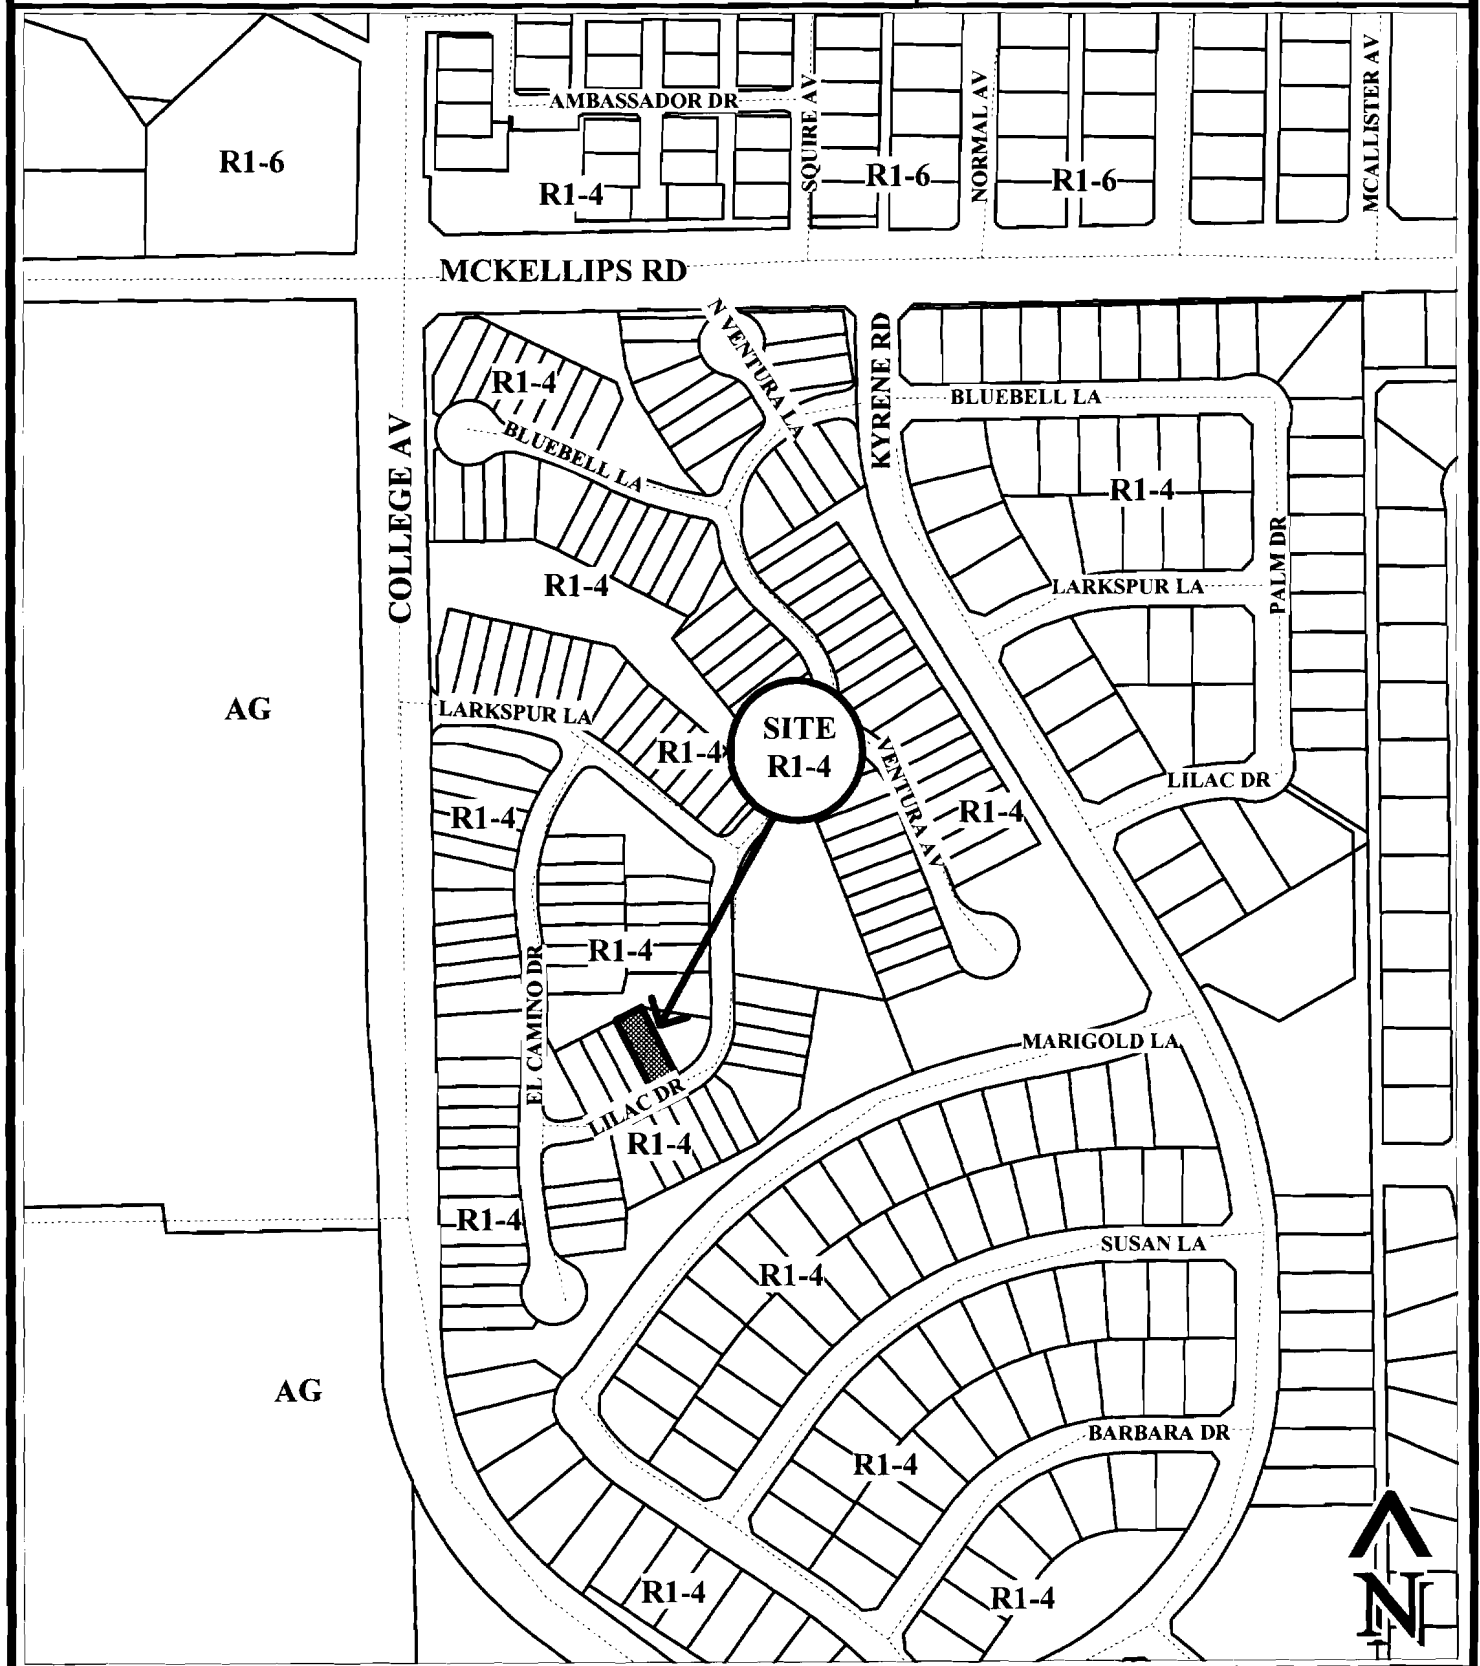 AMBASSADOR DR
SQUIRE AV
NORMAL AV
MCALLISTER AV
R1-6
R1-4
R1-6
R1-6
MCKELLIPS RD
N VENTURA LA
KYRENE RD
R1-4
BLUEBELL LA
BLUEBELL LA
COLLEGE AV
R1-4
PALM DR
R1-4
LARKSPUR LA
AG
LARKSPUR LA
R1-4
SITE
R1-4
VENTURA AV
LILAC DR
R1-4
R1-4
R1-4
EL CAMINO DR
MARIGOLD LA
LILAC DR
R1-4
R1-4
SUSAN LA
R1-4
AG
BARBARA DR
R1-4
R1-4
R1-4
N